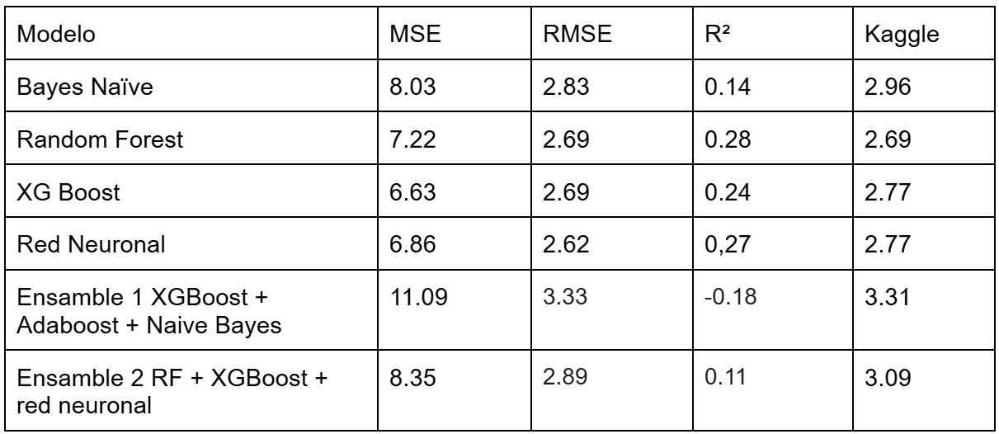 Modelo MSE RMSE R² Kaggle
Bayes Naïve 8.03 2.83 0.14 2.96
Random Forest 7.22 2.69 0.28 2.69
XG Boost 6.63 2.69 0.24 2.77
Red Neuronal 6.86 2.62 0,27 2.77
Ensamble 1 XGBoost + 11.09 3.33 -0.18 3.31
Adaboost + Naive Bayes
Ensamble 2 RF + XGBoost + 8.35 2.89 0.11 3.09
red neuronal